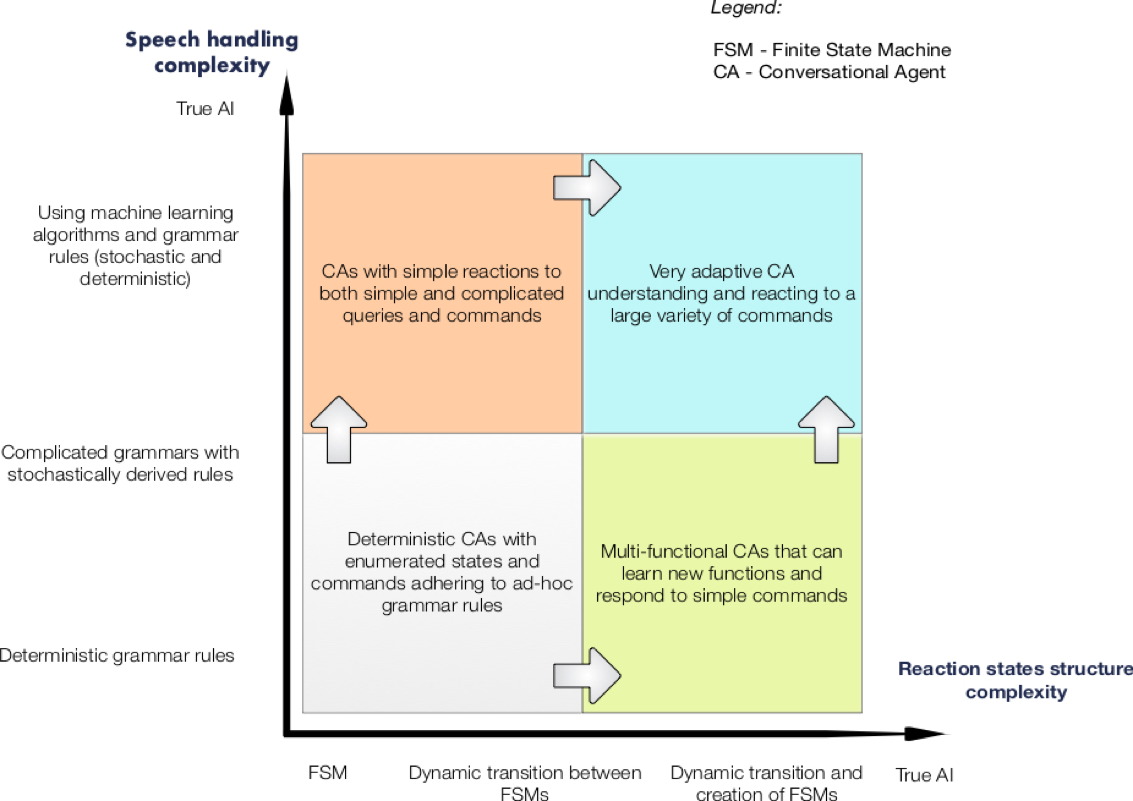 Legend:
FSM - Finite State Machine
CA - Conversational Agent
Speech handling
complexity
True AI
Using machine learning
algorithms and grammar
rules (stochastic and
deterministic)
CAs with simple reactions to
both simple and complicated
queries and commands
Very adaptive CA
understanding and reacting to a
large variety of commands
Complicated grammars with
stochastically derived rules
Deterministic CAs with
enumerated states and
commands adhering to ad-hoc
grammar rules
Multi-functional CAs that can
learn new functions and
respond to simple commands
Deterministic grammar rules
Reaction states structure
complexity
FSM
Dynamic transition between
FSMs
Dynamic transition and
creation of FSMs
True AI